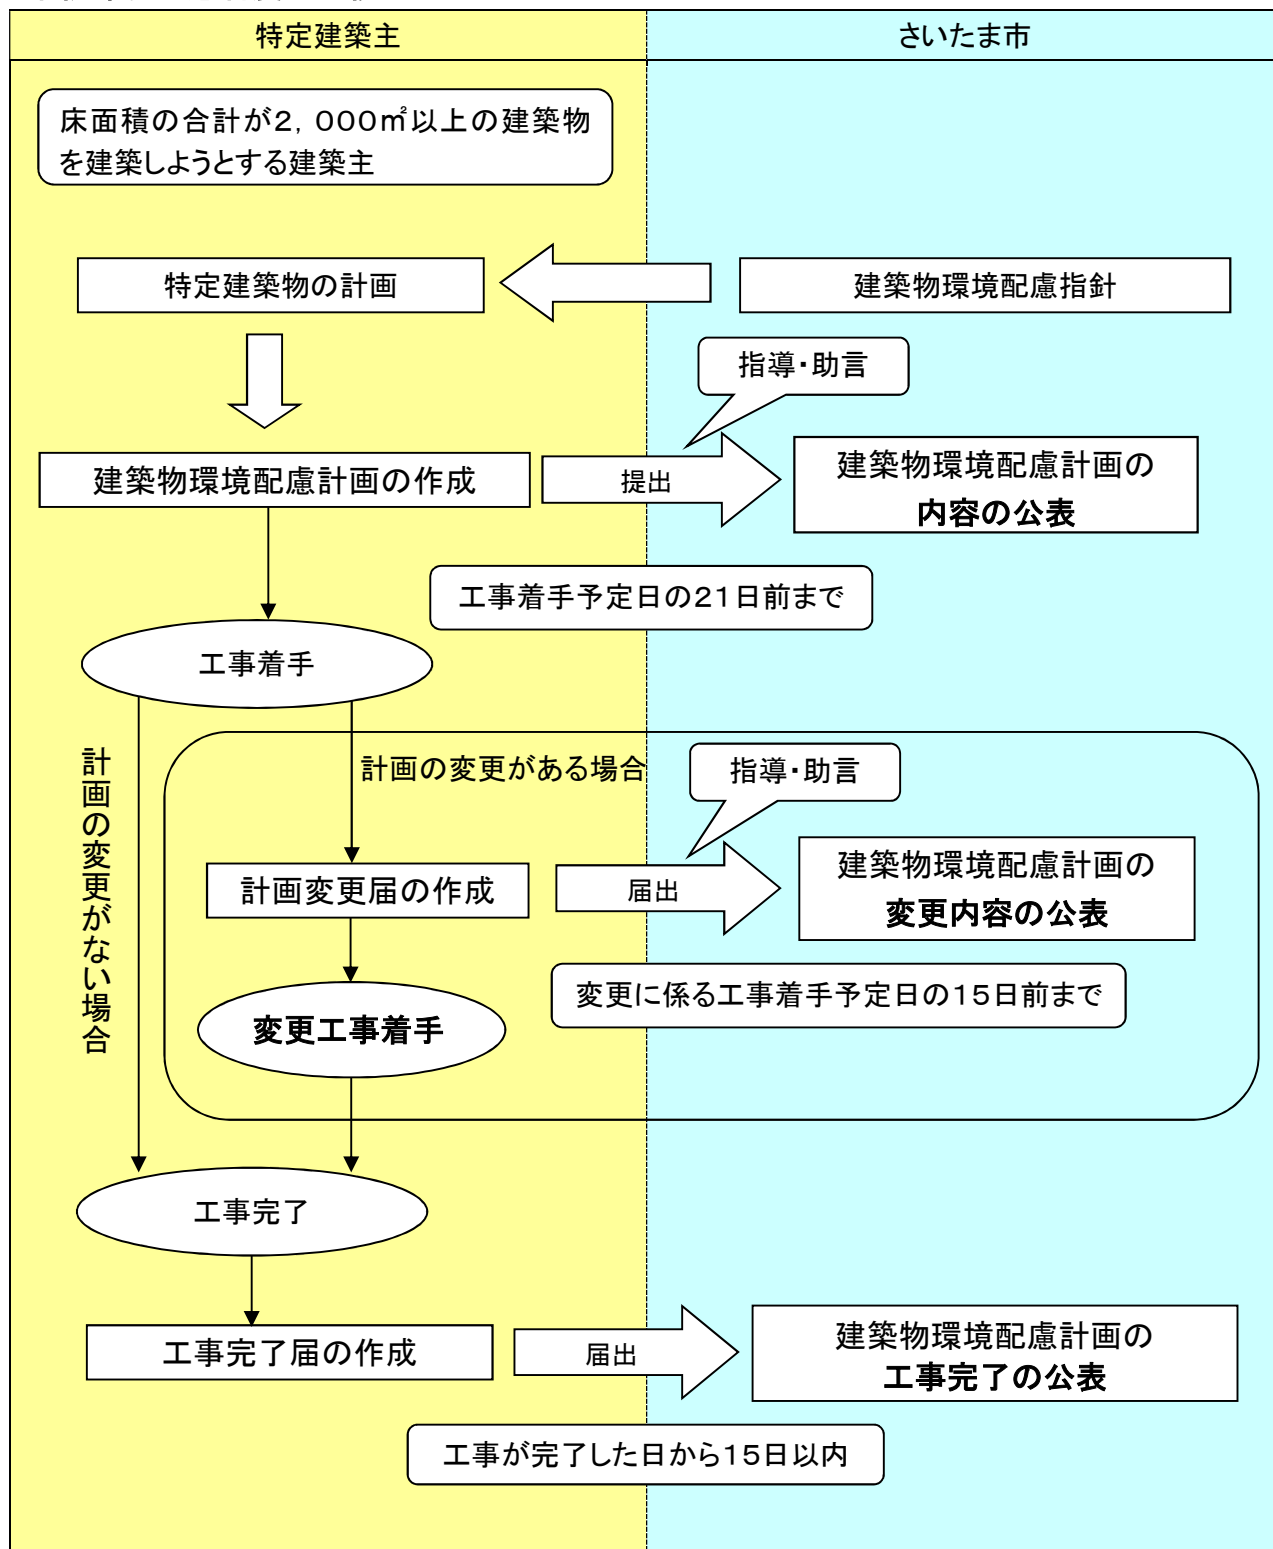 特定建築主
さいたま市
床面積の合計が2，000㎡以上の建築物
を建築しようとする建築主
特定建築物の計画
建築物環境配慮指針
指導・助言
建築物環境配慮計画の作成
提出
建築物環境配慮計画の
内容の公表
工事着手予定日の21日前まで
工事着手
計画の変更がない場合
計画の変更がある場合
指導・助言
計画変更届の作成
届出
建築物環境配慮計画の
変更内容の公表
変更に係る工事着手予定日の15日前まで
変更工事着手
工事完了
工事完了届の作成
届出
建築物環境配慮計画の
工事完了の公表
工事が完了した日から15日以内